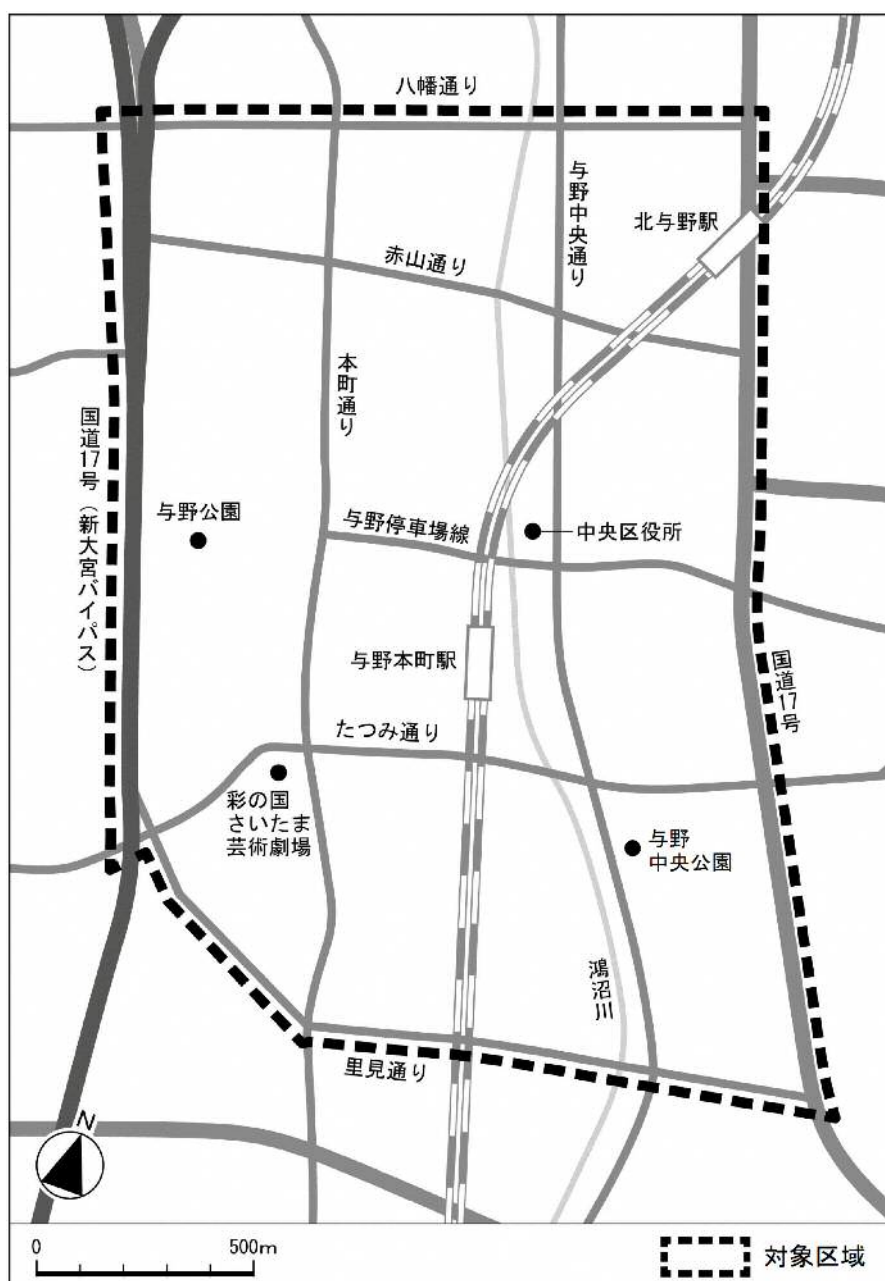 八幡通り
与野中央通り
北与野駅
赤山通り
本町通り
国道17号（新大宮バイパス）
与野公園
与野停車場線
中央区役所
与野本町駅
国道17号
たつみ通り
彩の国
さいたま
芸術劇場
与野
中央公園
鴻沼川
里見通り
N
0 500m
対象区域